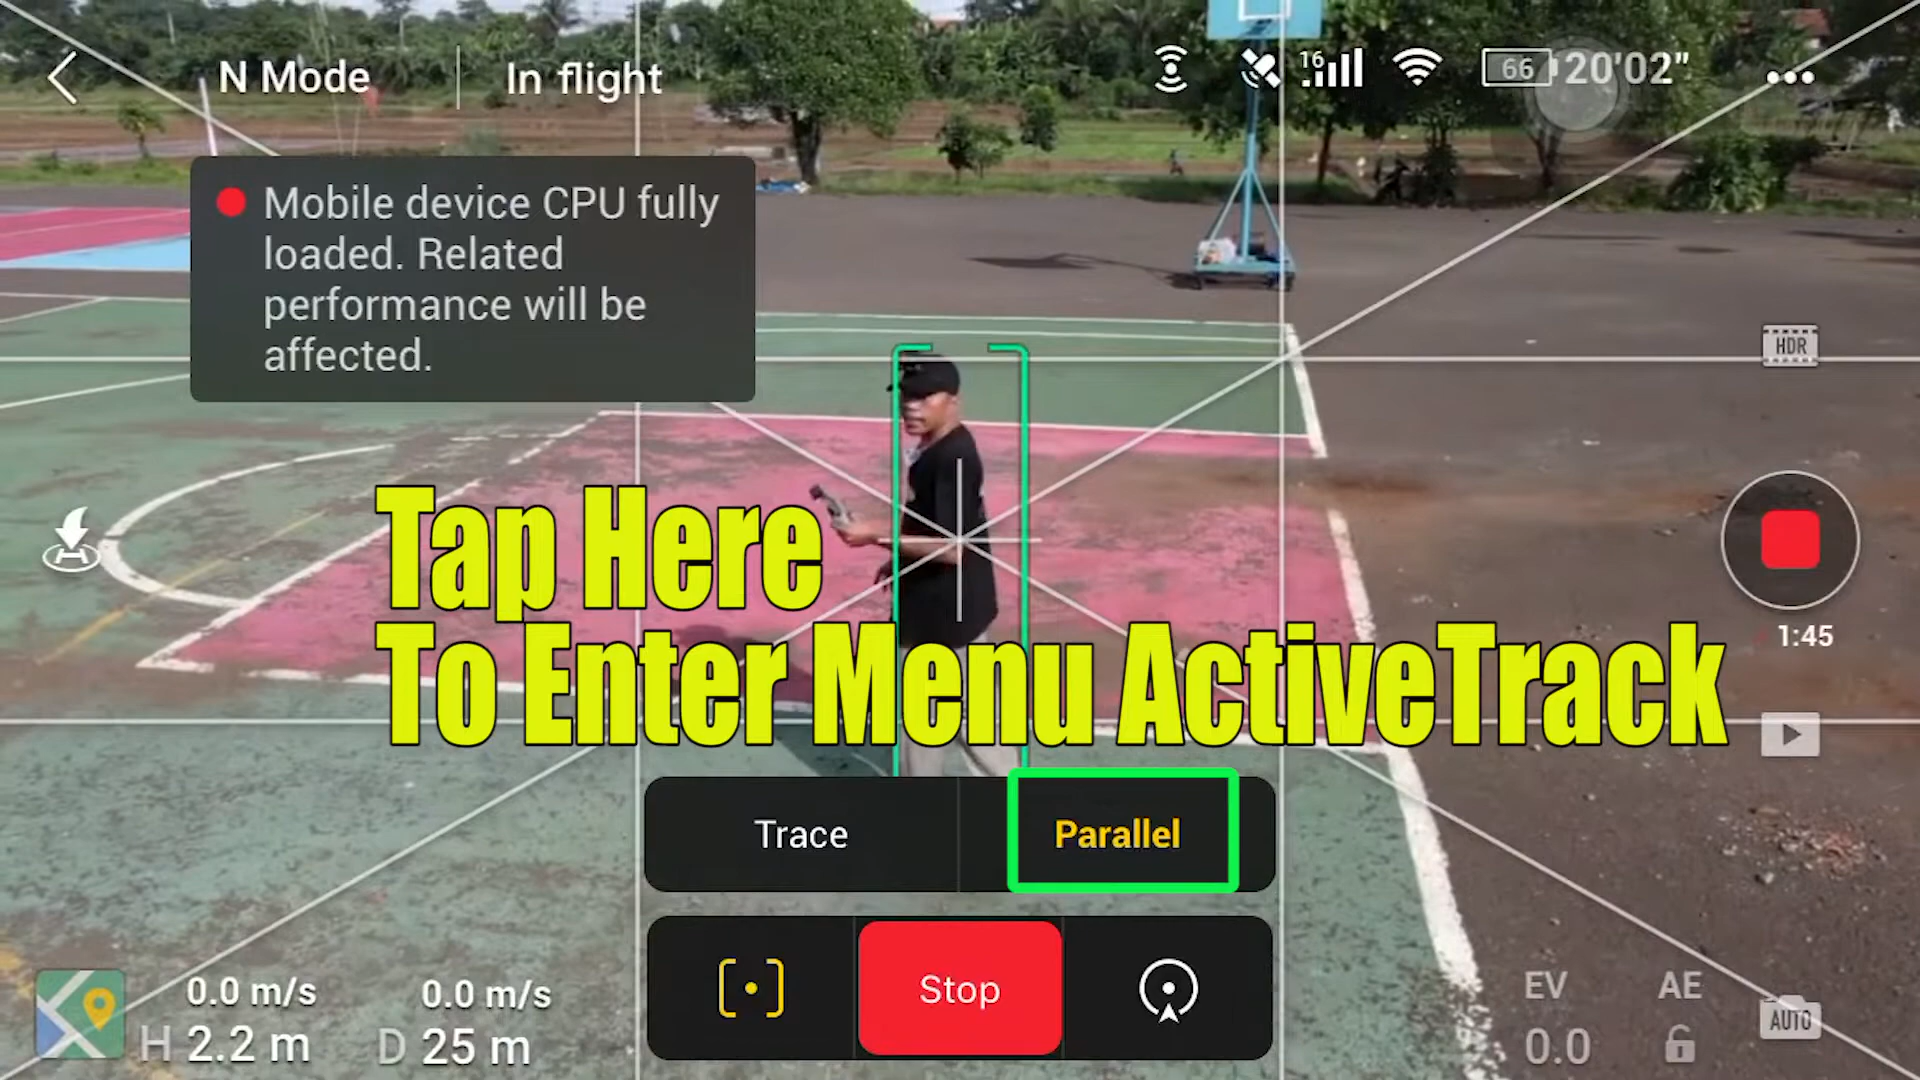 N Mode
In flight
16
66
20'02"
Mobile device CPU fully
loaded. Related
performance will be
affected.
HDR
Tap Here
To Enter Menu ActiveTrack
1:45
Trace
Parallel
Stop
0.0 m/s
0.0 m/s
H 2.2 m
D 25 m
EV
0.0
AE
AUTO